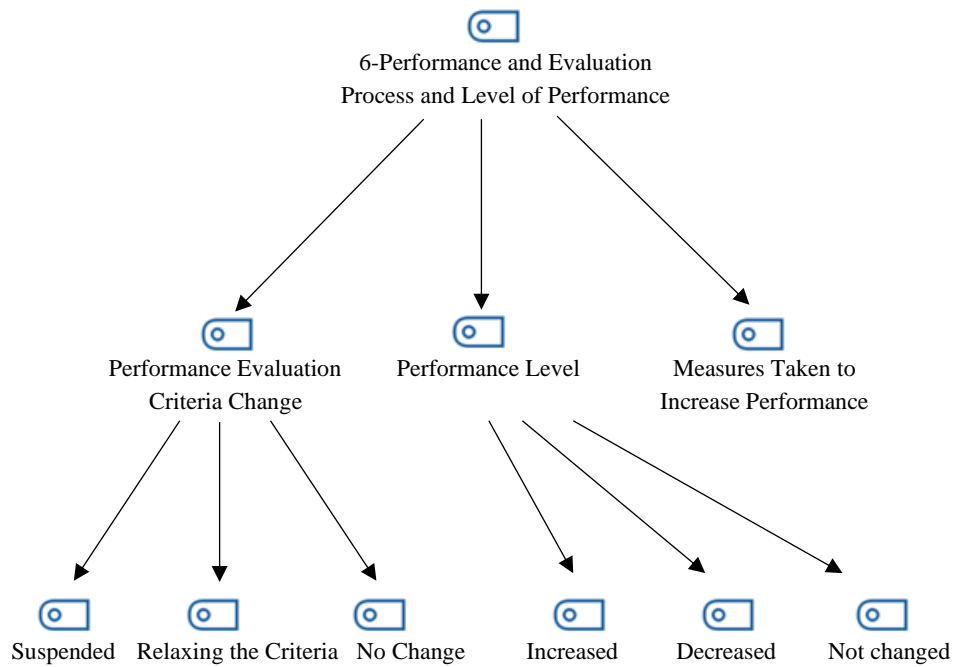 6-Performance and Evaluation
Process and Level of Performance
Performance Evaluation
Criteria Change
Performance Level
Measures Taken to
Increase Performance
Suspended
Relaxing the Criteria
No Change
Increased
Decreased
Not changed